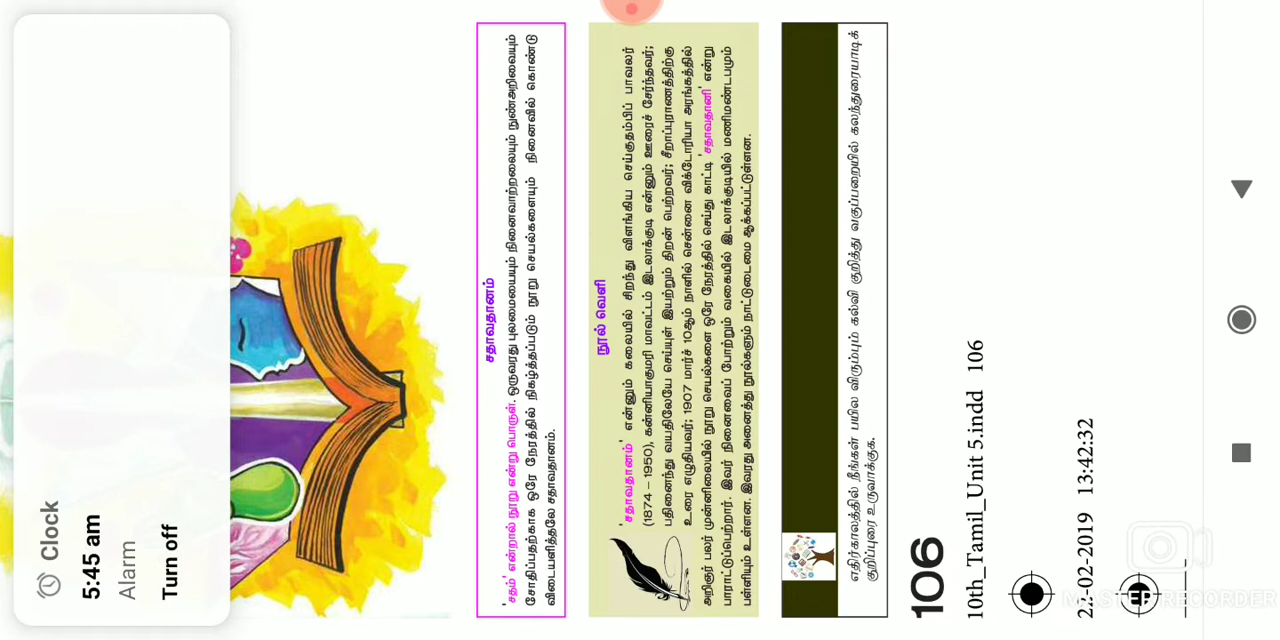 Clock
5:45 am
Alarm
Turn off
சதாவதானம்
'சதம்' என்றால் நூறு என்று பொருள். ஒருவரது புலமையையும் நினைவாற்றலையும் நுண்அறிவையும்
சோதிப்பதற்காக ஒரே நேரத்தில் நிகழ்த்தப்படும் நூறு செயல்களையும் நினைவில் கொண்டு
விடையளித்தலே சதாவதானம்.
நூல் வெளி
'சதாவதானம்' என்னும் கலையில் சிறந்து விளங்கிய செய்குதம்பிப் பாவலர்
(1874 – 1950), கன்னியாகுமரி மாவட்டம் இடலாக்குடி என்னும் ஊரைச் சேர்ந்தவர்;
பதினைந்து வயதிலேயே செய்யுள் இயற்றும் திறன் பெற்றவர்; சீறாப்புராணத்திற்கு
உரை எழுதியவர்; 1907 மார்ச் 10ஆம் நாளில் சென்னை விக்டோரியா அரங்கத்தில்
அறிஞர் பலர் முன்னிலையில் நூறு செயல்களை ஒரே நேரத்தில் செய்து காட்டி 'சதாவதானி' என்று
பாராட்டுப்பெற்றார். இவர் நினைவைப் போற்றும் வகையில் இடலாக்குடியில் மணிமண்டபமும்
பள்ளியும் உள்ளன. இவரது அனைத்து நூல்களும் நாட்டுடைமை ஆக்கப்பட்டுள்ளன.
எதிர்காலத்தில் நீங்கள் பயில விரும்பும் கல்வி குறித்து வகுப்பறையில் கலந்துரையாடிக்
குறிப்புரை உருவாக்குக.
106
10th_Tamil_Unit 5.indd 106
22-02-2019 13:42:32
MASTER RECORDER